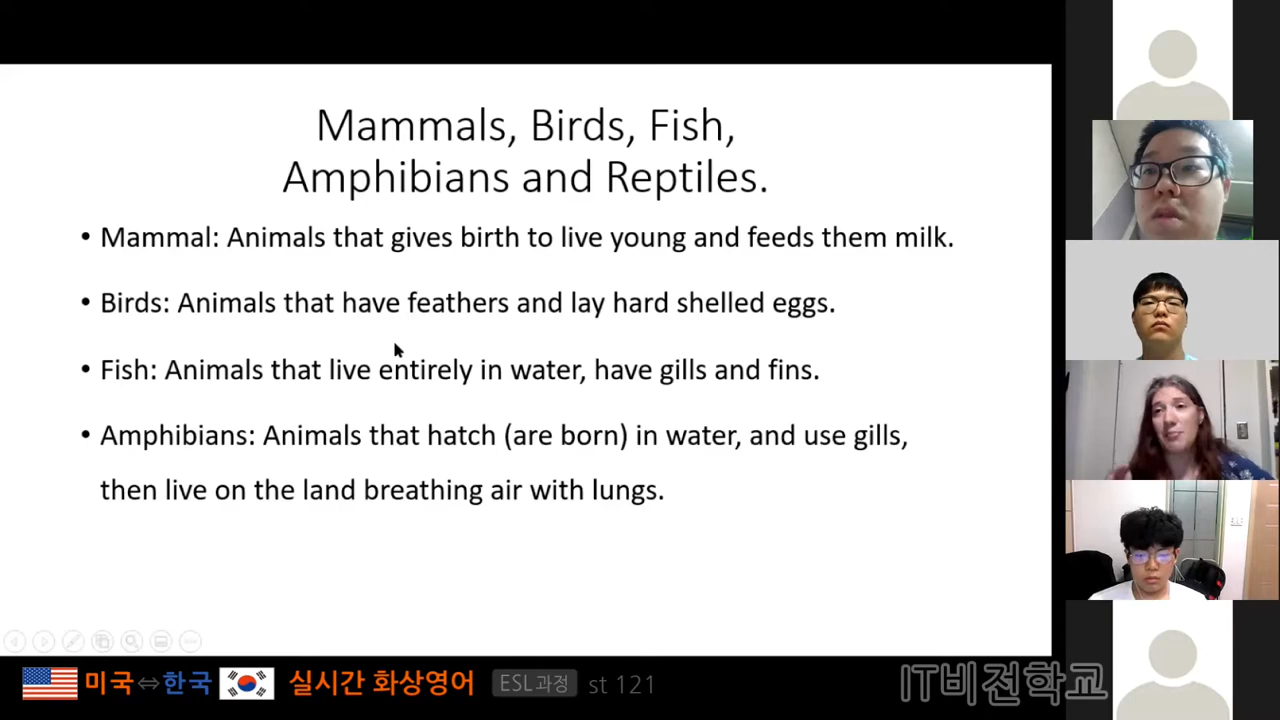 Mammals, Birds, Fish,
Amphibians and Reptiles.
• Mammal: Animals that gives birth to live young and feeds them milk.
• Birds: Animals that have feathers and lay hard shelled eggs.
• Fish: Animals that live entirely in water, have gills and fins.
• Amphibians: Animals that hatch (are born) in water, and use gills,
then live on the land breathing air with lungs.
미국⇔한국 실시간 화상영어 ESL과정 st 121
IT비전학교